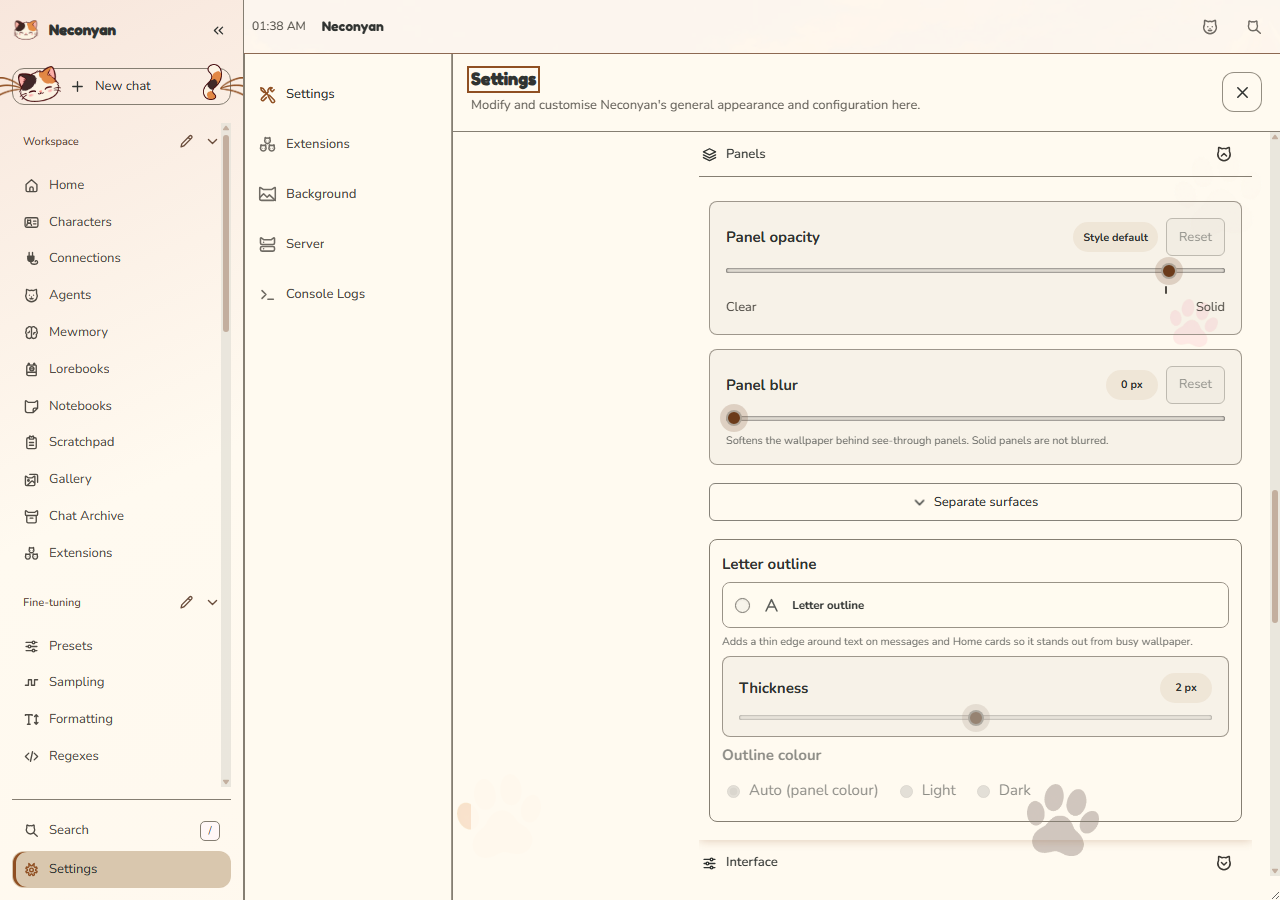 Neconyan
«
01:38 AM Neconyan
+ New chat
Workspace
Home
Characters
Connections
Agents
Mewmory
Lorebooks
Notebooks
Scratchpad
Gallery
Chat Archive
Extensions
Fine-tuning
Presets
Sampling
Formatting
Regexes
Search /
Settings
Settings
Extensions
Background
Server
Console Logs
Settings
Modify and customise Neconyan's general appearance and configuration here.
Panels
Panel opacity Style default Reset
Clear Solid
Panel blur 0 px Reset
Softens the wallpaper behind see-through panels. Solid panels are not blurred.
Separate surfaces
Letter outline
Letter outline
Adds a thin edge around text on messages and Home cards so it stands out from busy wallpaper.
Thickness 2 px
Outline colour
Auto (panel colour) Light Dark
Interface